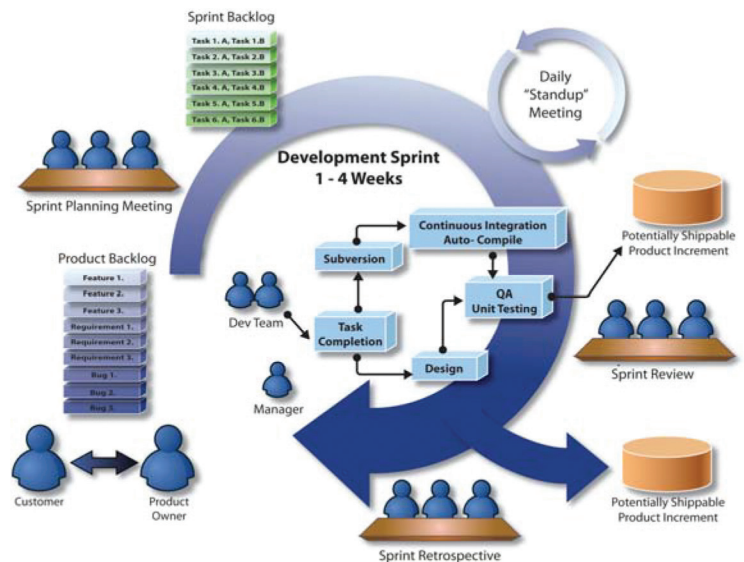 Sprint Backlog
Task 1. A, Task 1.B
Task 2. A, Task 2.B
Task 3. A, Task 3.B
Task 4. A, Task 4.B
Task 5. A, Task 5.B
Task 6. A, Task 6.B
Daily
"Standup"
Meeting
Development Sprint
1 - 4 Weeks
Sprint Planning Meeting
Product Backlog
Feature 1.
Feature 2.
Feature 3.
Requirement 1.
Requirement 2.
Requirement 3.
Bug 1.
Bug 2.
Bug 3.
Customer
Product
Owner
Dev Team
Manager
Task
Completion
Subversion
Continuous Integration
Auto- Compile
QA
Unit Testing
Design
Potentially Shippable
Product Increment
Sprint Review
Potentially Shippable
Product Increment
Sprint Retrospective